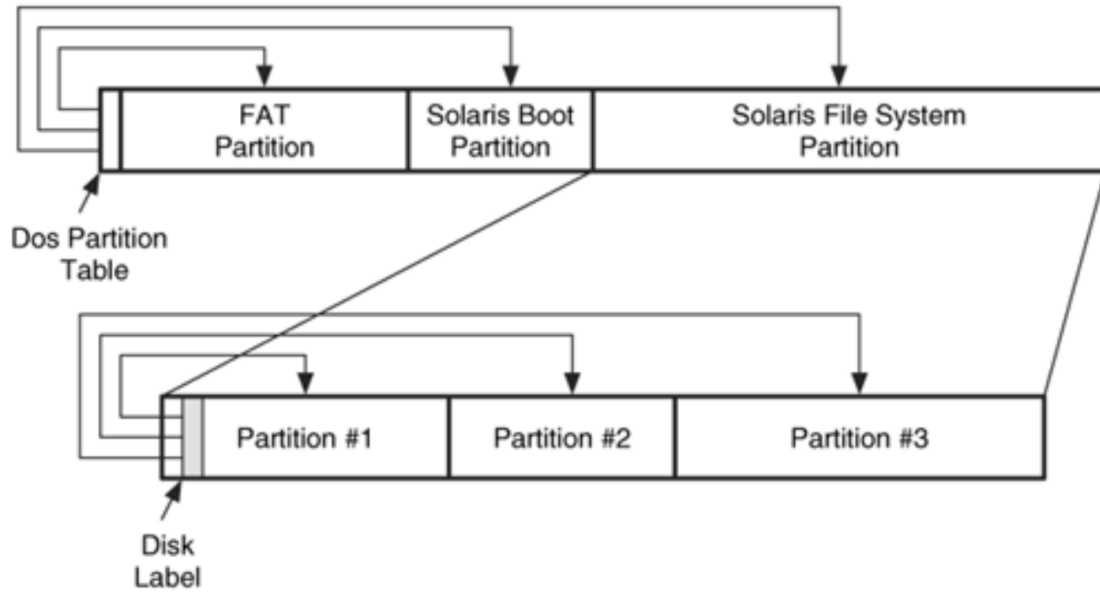 FAT
Partition
Solaris Boot
Partition
Solaris File System
Partition
Dos Partition
Table
Partition #1
Partition #2
Partition #3
Disk
Label